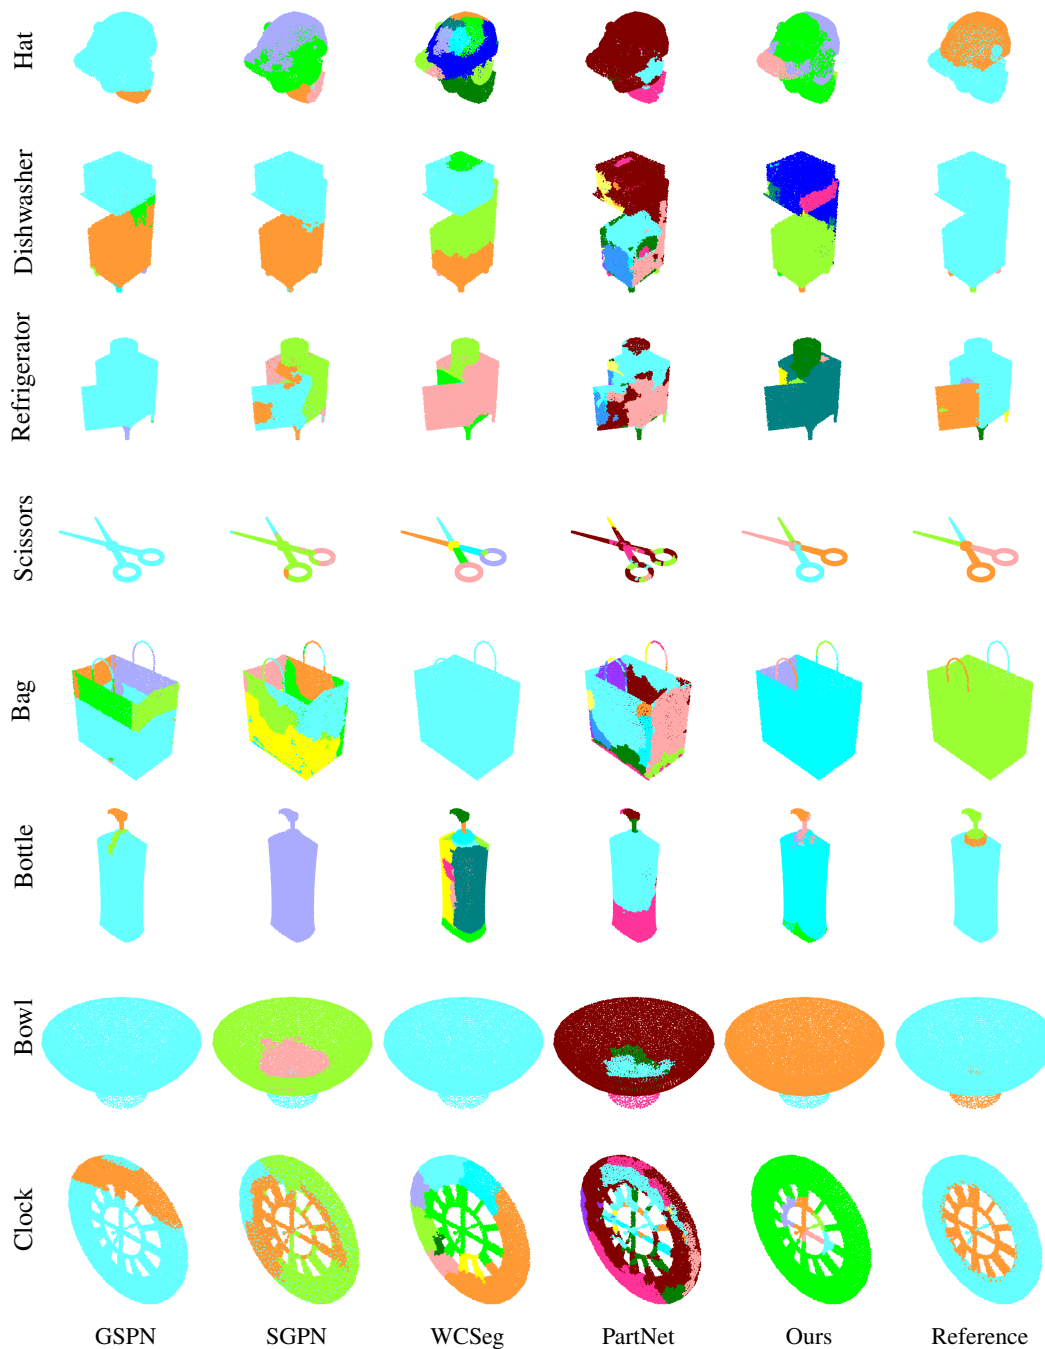 Hat
Dishwasher
Refrigerator
Scissors
Bag
Bottle
Bowl
Clock
GSPN SGPN WCSeg PartNet Ours Reference